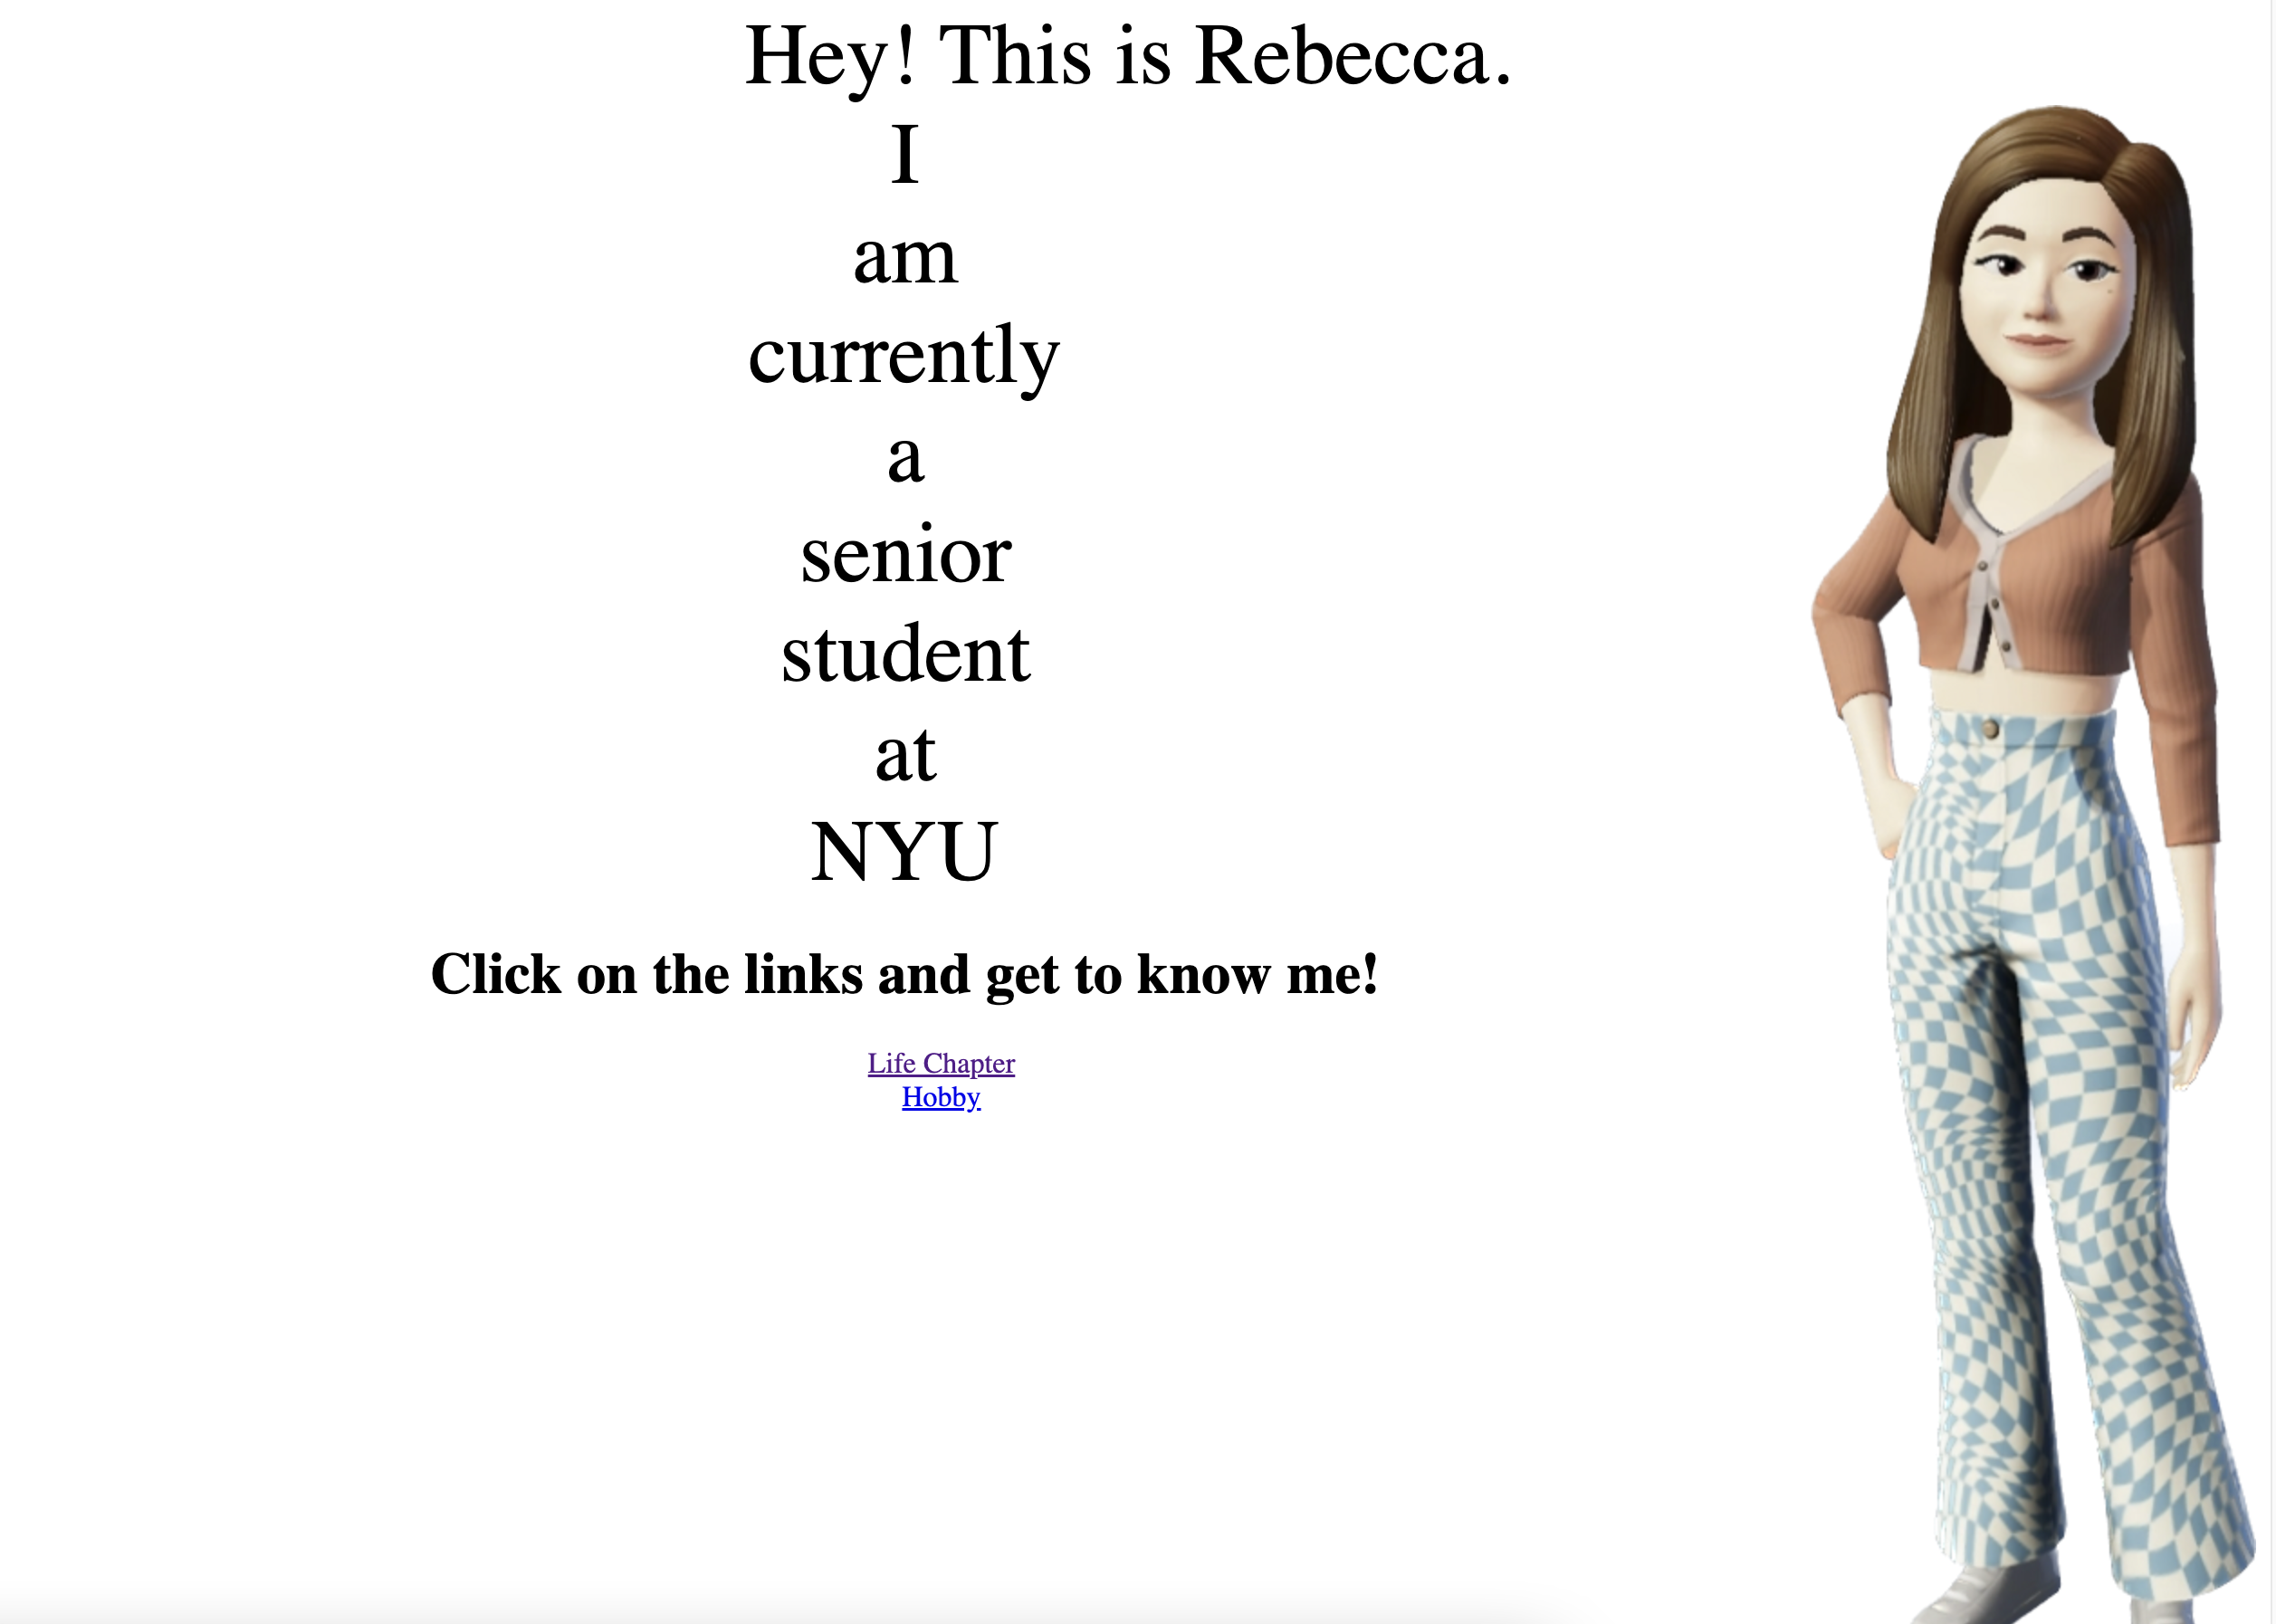 Hey! This is Rebecca.
I
am
currently
a
senior
student
at
NYU
Click on the links and get to know me!
Life Chapter
Hobby